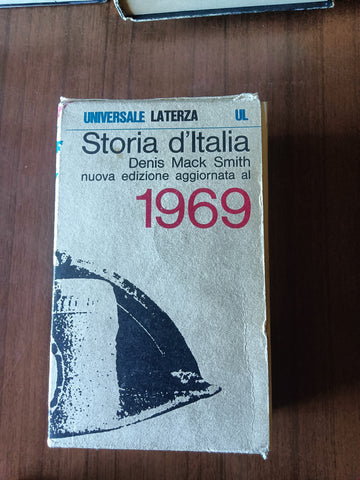 UNIVERSALE LATERZA UL
Storia d'Italia
Denis Mack Smith
nuova edizione aggiornata al
1969